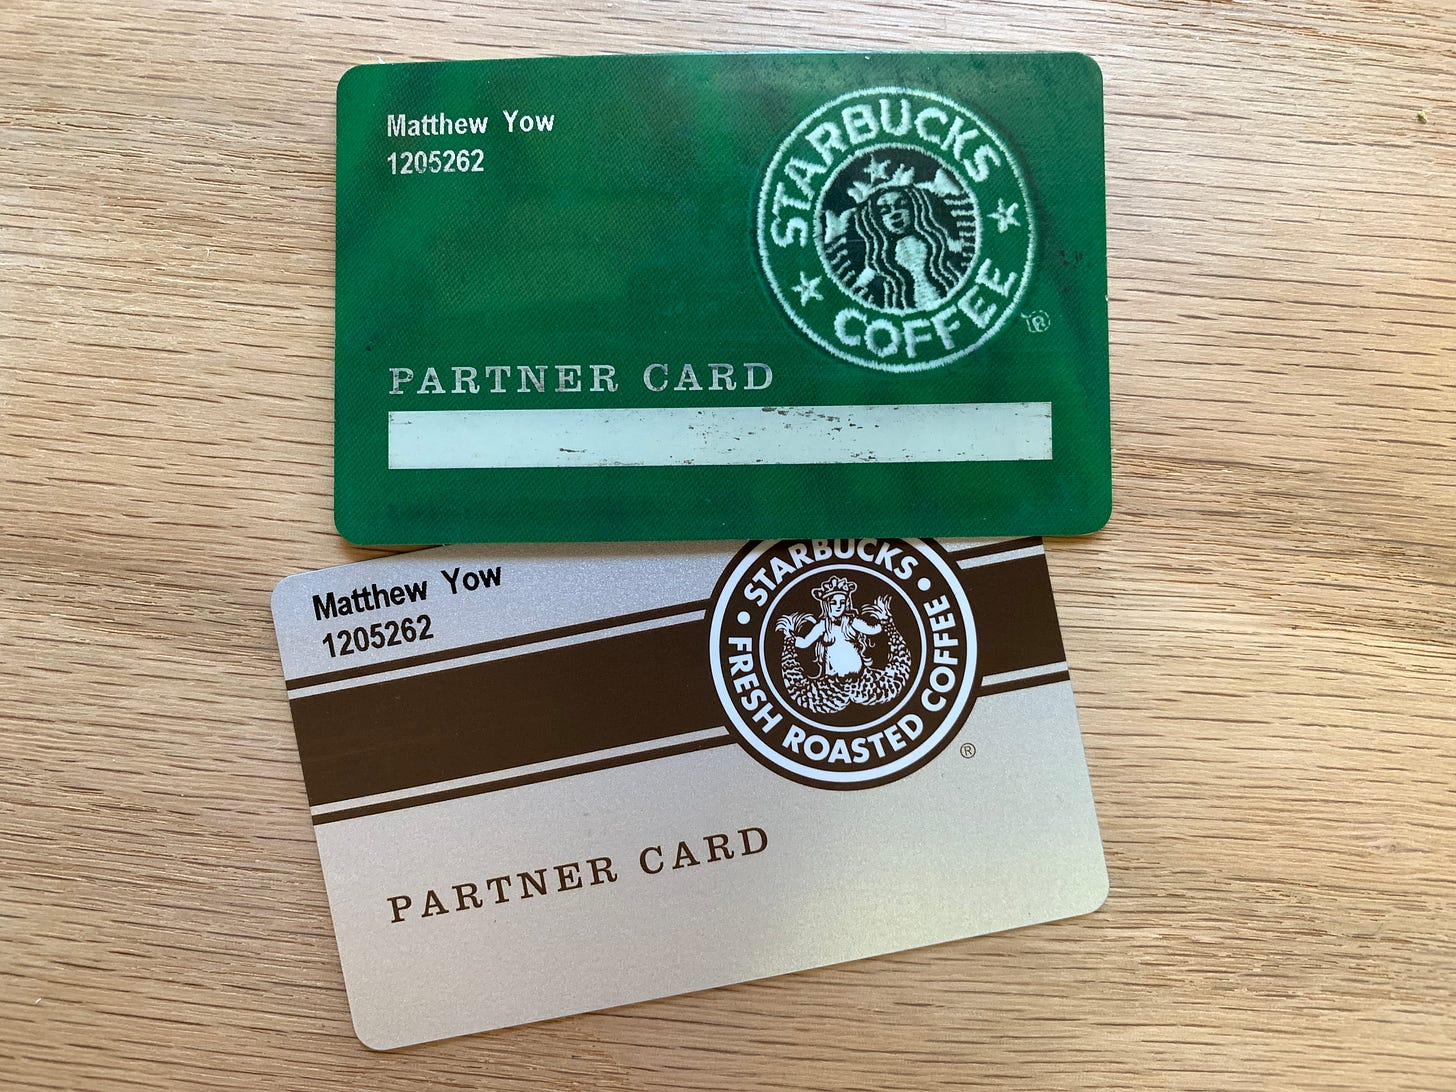 Matthew Yow
1205262
STARBUCKS
COFFEE
®
PARTNER CARD
Matthew Yow
1205262
STARBUCKS
FRESH ROASTED COFFEE
®
PARTNER CARD